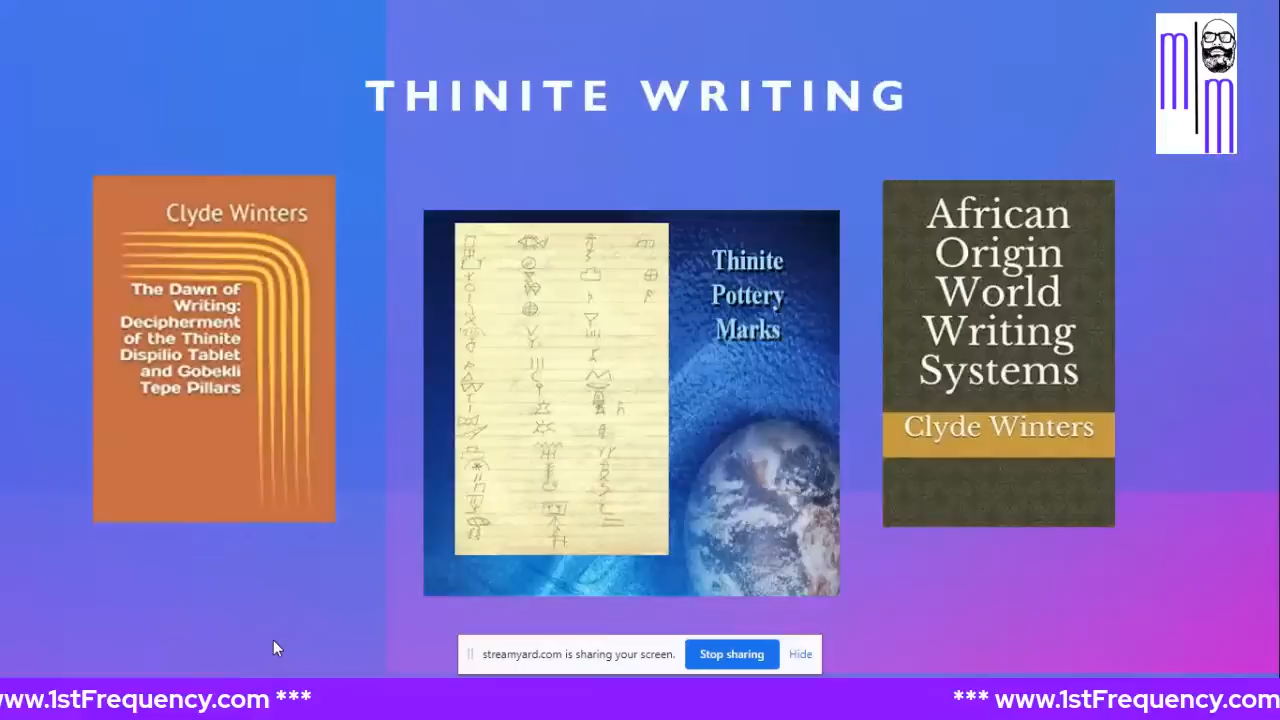 THINITE WRITING
m
m
Clyde Winters
The Dawn of
Writing:
Decipherment
of the Thinite
Dispilio Tablet
and Gobekli
Tepe Pillars
Thinite
Pottery
Marks
African
Origin
World
Writing
Systems
Clyde Winters
streamyard.com is sharing your screen.
Stop sharing
Hide
www.1stFrequency.com ***
*** www.1stFrequency.com